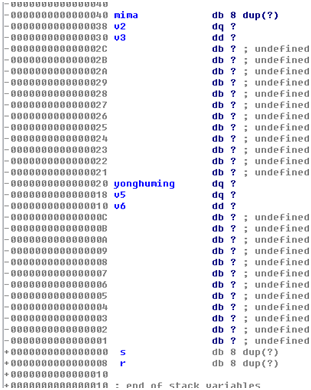 -0000000000000040
-0000000000000040 mima db 8 dup(?)
-0000000000000038 v2 dq ?
-0000000000000030 v3 dd ?
-000000000000002C db ? ; undefined
-000000000000002B db ? ; undefined
-000000000000002A db ? ; undefined
-0000000000000029 db ? ; undefined
-0000000000000028 db ? ; undefined
-0000000000000027 db ? ; undefined
-0000000000000026 db ? ; undefined
-0000000000000025 db ? ; undefined
-0000000000000024 db ? ; undefined
-0000000000000023 db ? ; undefined
-0000000000000022 db ? ; undefined
-0000000000000021 db ? ; undefined
-0000000000000020 yonghuming dq ?
-0000000000000018 v5 dq ?
-0000000000000010 v6 dd ?
-000000000000000C db ? ; undefined
-000000000000000B db ? ; undefined
-000000000000000A db ? ; undefined
-0000000000000009 db ? ; undefined
-0000000000000008 db ? ; undefined
-0000000000000007 db ? ; undefined
-0000000000000006 db ? ; undefined
-0000000000000005 db ? ; undefined
-0000000000000004 db ? ; undefined
-0000000000000003 db ? ; undefined
-0000000000000002 db ? ; undefined
-0000000000000001 db ? ; undefined
+0000000000000000 s db 8 dup(?)
+0000000000000008 r db 8 dup(?)
+0000000000000010
+0000000000000010 ; end of stack variables